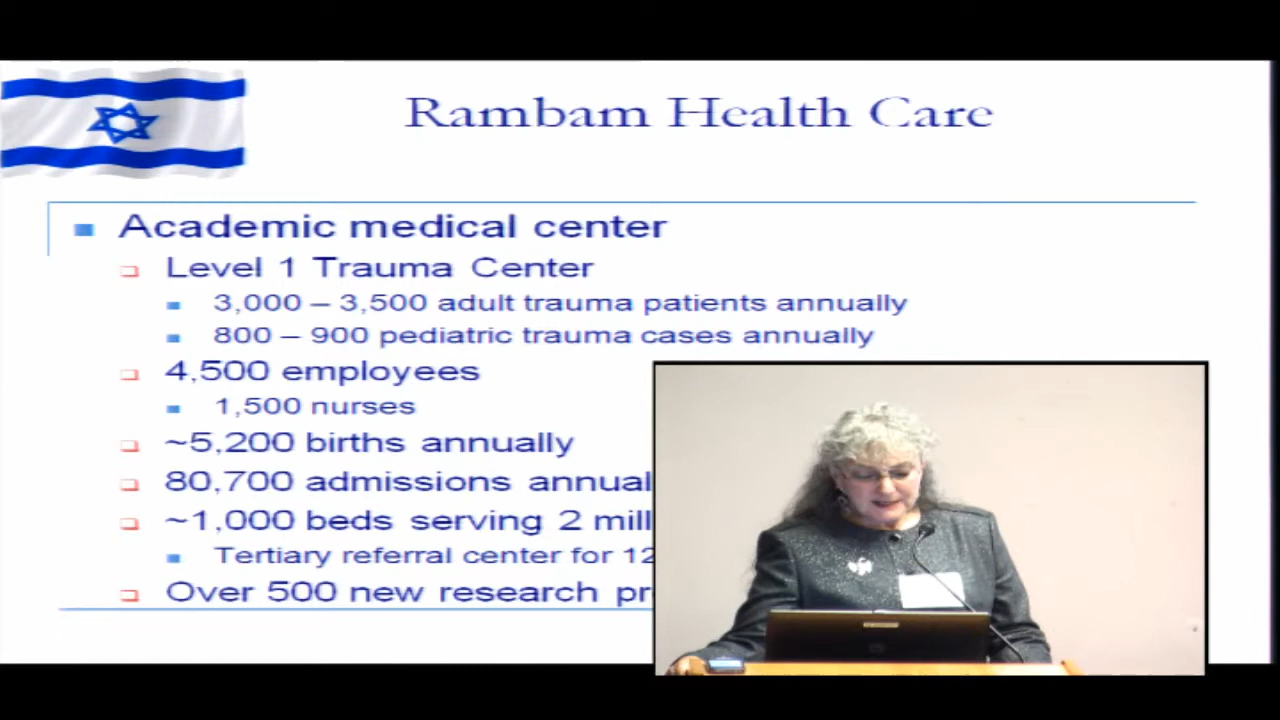 Rambam Health Care
Academic medical center
Level 1 Trauma Center
3,000 – 3,500 adult trauma patients annually
800 – 900 pediatric trauma cases annually
4,500 employees
1,500 nurses
~5,200 births annually
80,700 admissions annual
~1,000 beds serving 2 mill
Tertiary referral center for 12
Over 500 new research pr